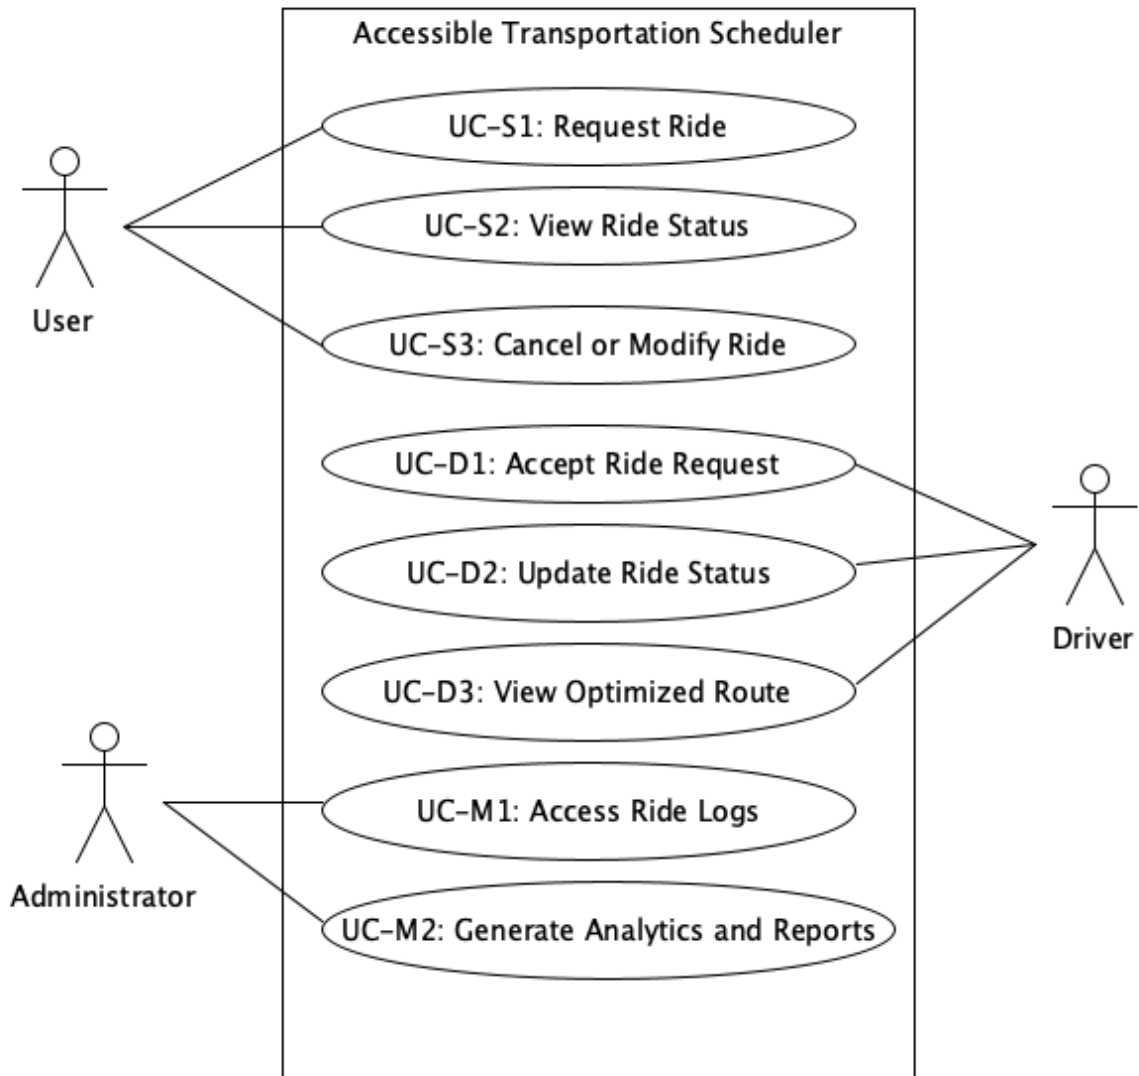 Accessible Transportation Scheduler
UC-S1: Request Ride
UC-S2: View Ride Status
User
UC-S3: Cancel or Modify Ride
UC-D1: Accept Ride Request
UC-D2: Update Ride Status
Driver
UC-D3: View Optimized Route
UC-M1: Access Ride Logs
Administrator
UC-M2: Generate Analytics and Reports